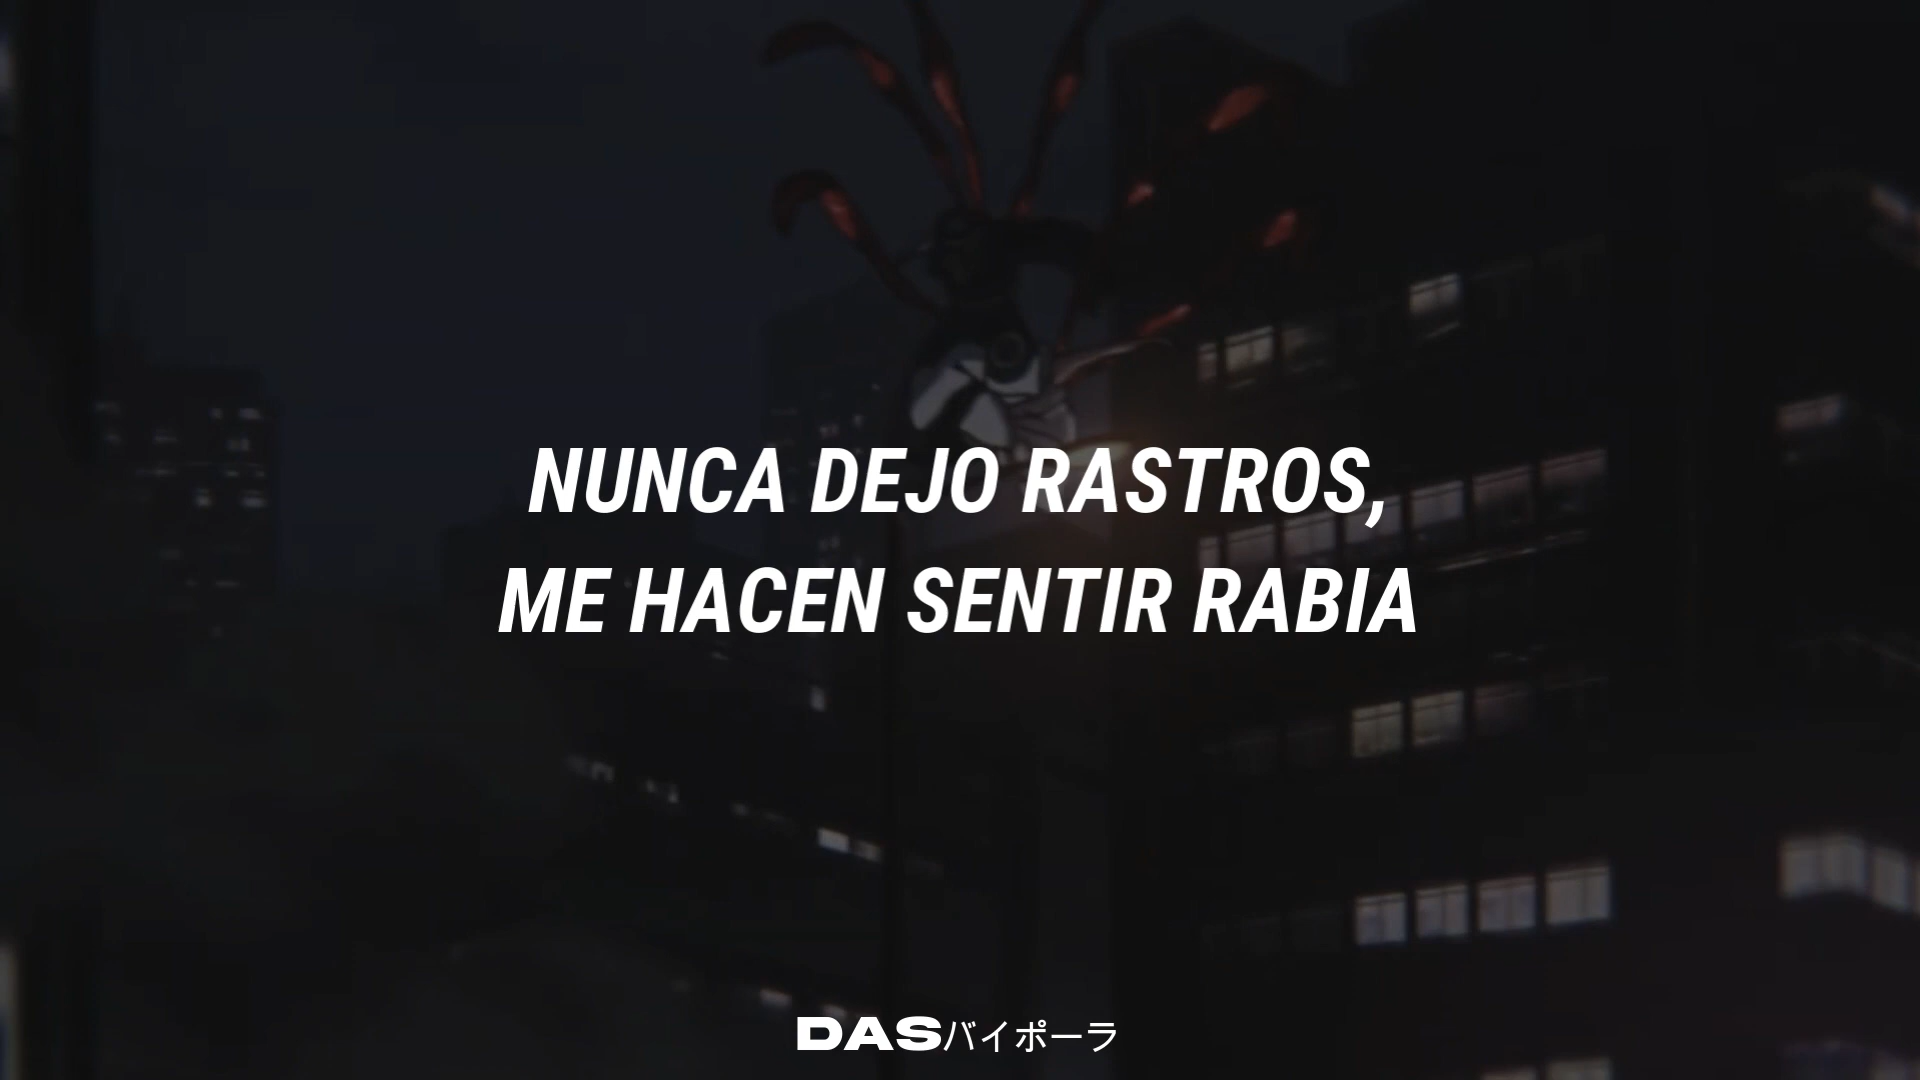 NUNCA DEJO RASTROS,
ME HACEN SENTIR RABIA
DASバイポーラ